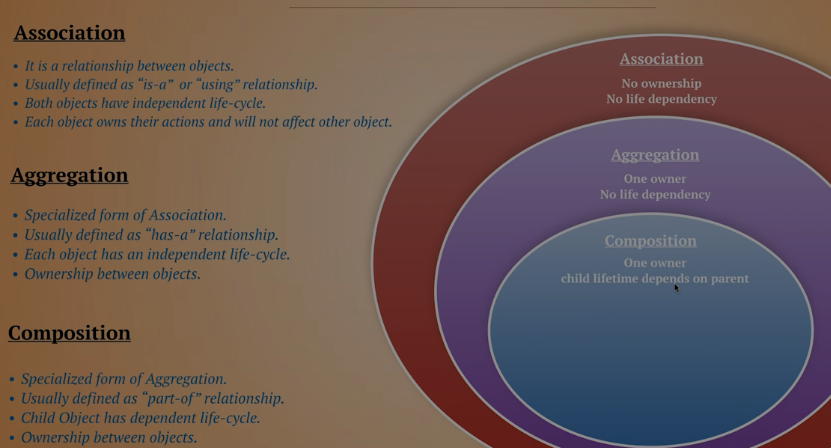 Association
• It is a relationship between objects.
• Usually defined as “is-a” or “using” relationship.
• Both objects have independent life-cycle.
• Each object owns their actions and will not affect other object.
Aggregation
• Specialized form of Association.
• Usually defined as “has-a” relationship.
• Each object has an independent life-cycle.
• Ownership between objects.
Composition
• Specialized form of Aggregation.
• Usually defined as “part-of” relationship.
• Child Object has dependent life-cycle.
• Ownership between objects.
Association
No ownership
No life dependency
Aggregation
One owner
No life dependency
Composition
One owner
child lifetime depends on parent